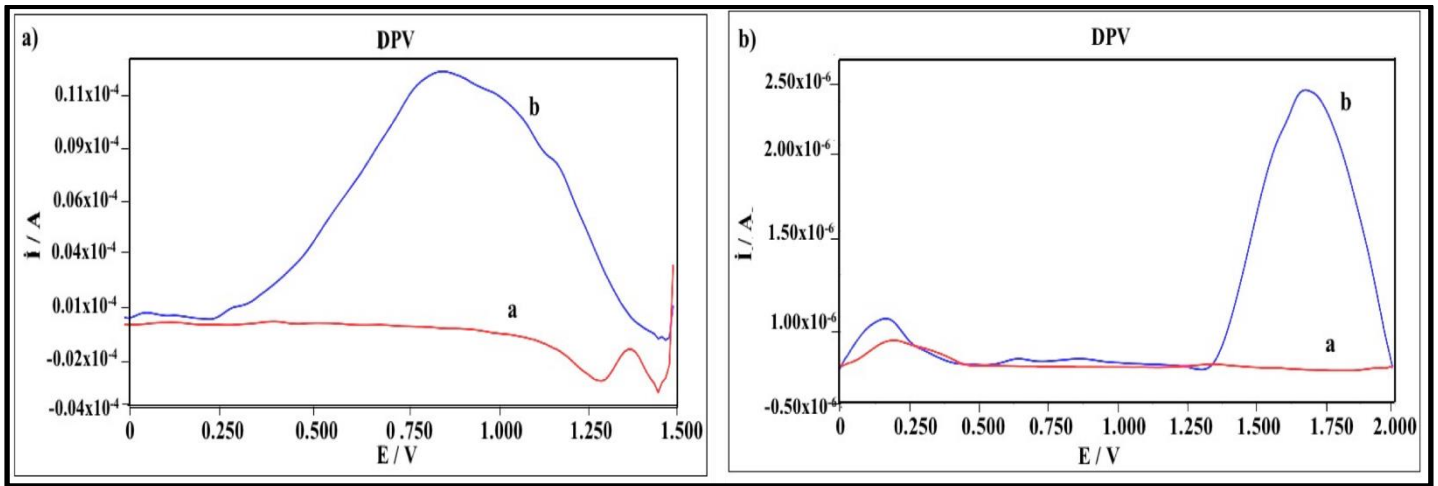 a)
DPV
0.11x10⁻⁴
0.09x10⁻⁴
0.06x10⁻⁴
0.04x10⁻⁴
0.01x10⁻⁴
-0.02x10⁻⁴
-0.04x10⁻⁴
İ / A
b
a
0 0.250 0.500 0.750 1.000 1.250 1.500
E / V
b)
DPV
2.50x10⁻⁶
2.00x10⁻⁶
1.50x10⁻⁶
1.00x10⁻⁶
-0.50x10⁻⁶
İ / A
b
a
0 0.250 0.500 0.750 1.000 1.250 1.500 1.750 2.000
E / V